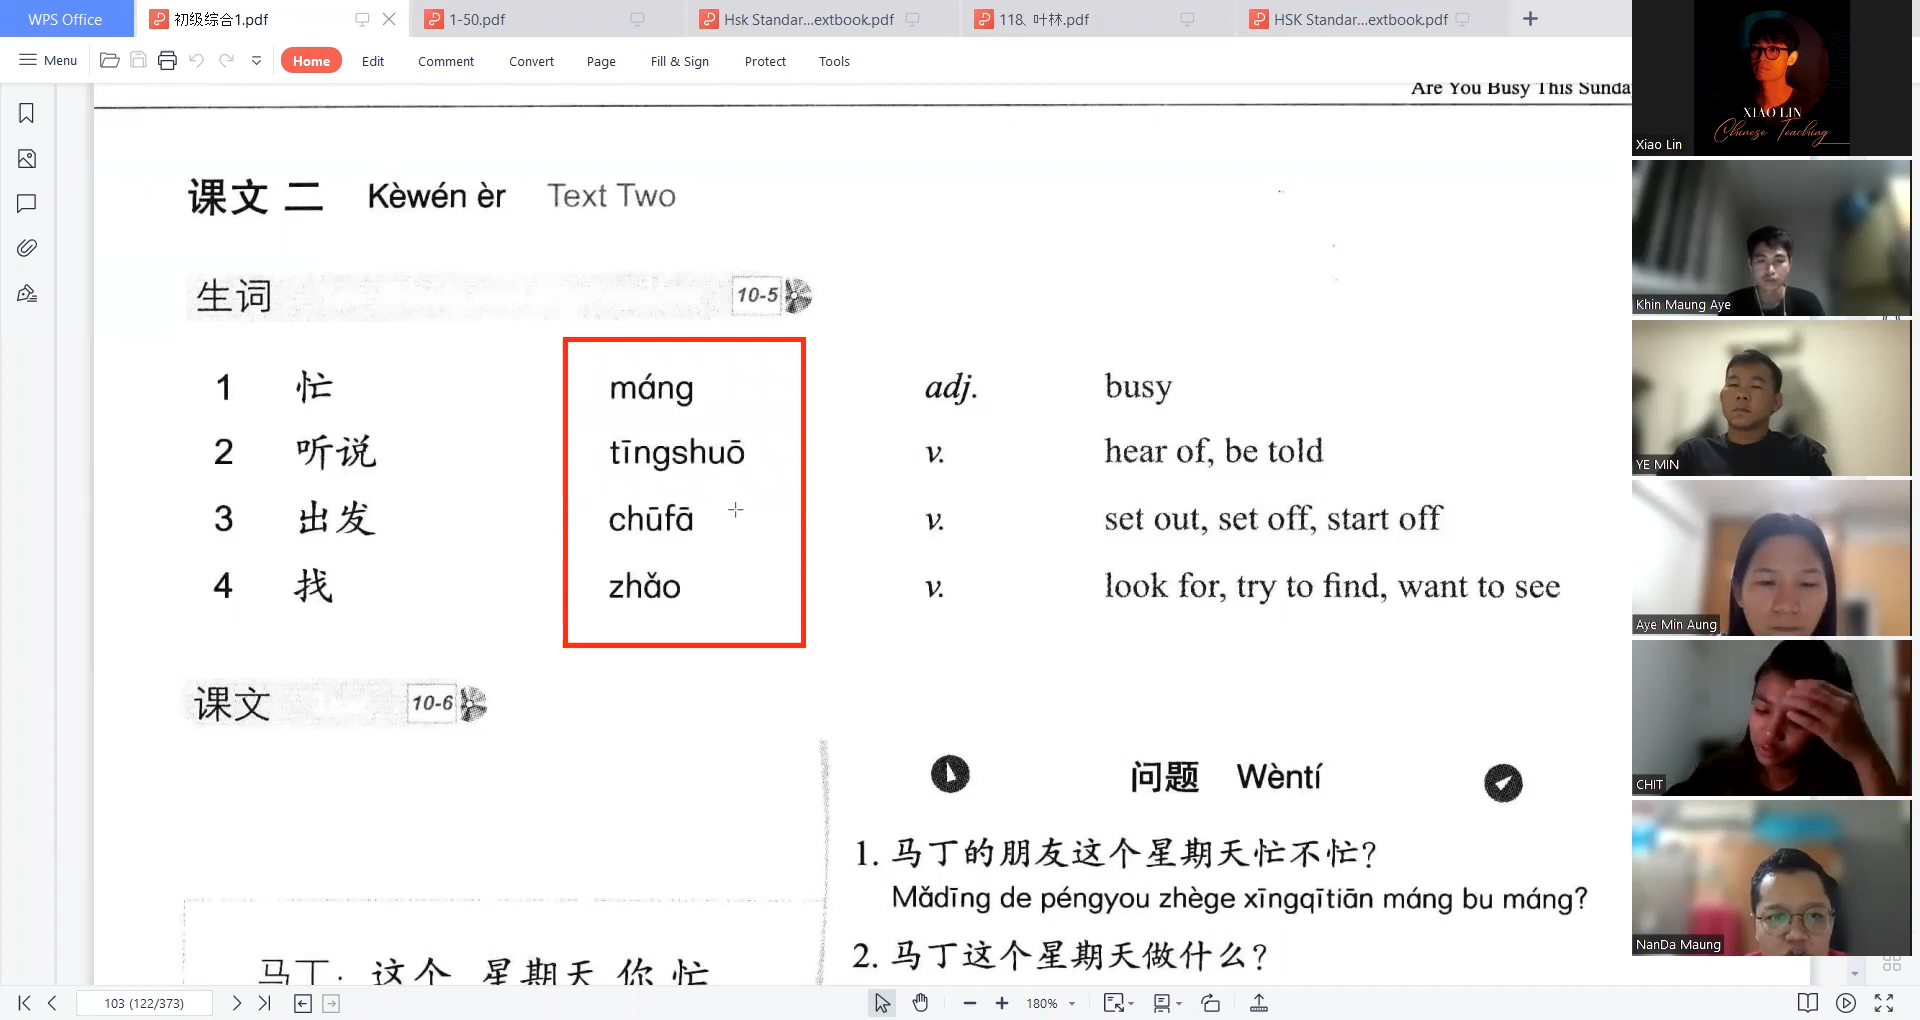 WPS Office
初级综合1.pdf
1-50.pdf
Hsk Standar...extbook.pdf
118、叶林.pdf
HSK Standar...extbook.pdf
Menu
Home
Edit
Comment
Convert
Page
Fill & Sign
Protect
Tools
Are You Busy This Sunda
课文 二 Kèwén èr Text Two
生词 10-5
1 忙 máng adj. busy
2 听说 tīngshuō v. hear of, be told
3 出发 chūfā v. set out, set off, start off
4 找 zhǎo v. look for, try to find, want to see
课文 10-6
问题 Wèntí
1. 马丁的朋友这个星期天忙不忙?
Mǎdīng de péngyou zhège xīngqītiān máng bu máng?
2. 马丁这个星期天做什么?
马丁: 这个 星期天 你 忙
103 (122/373)
180%
XIAO LIN
Chinese Teaching
Xiao Lin
Khin Maung Aye
YE MIN
Aye Min Aung
CHIT
NanDa Maung